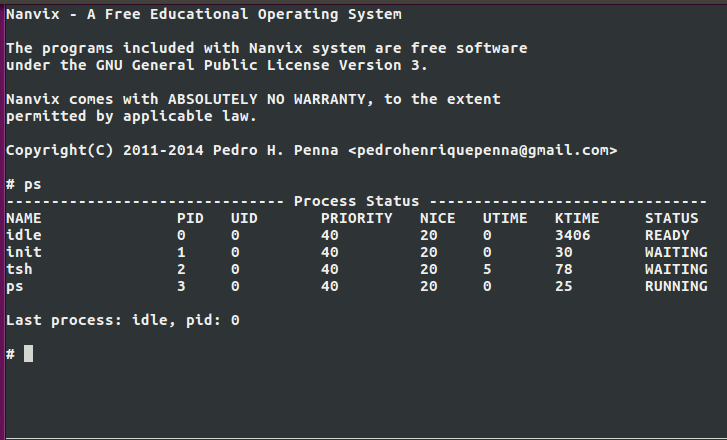 Nanvix - A Free Educational Operating System
The programs included with Nanvix system are free software
under the GNU General Public License Version 3.
Nanvix comes with ABSOLUTELY NO WARRANTY, to the extent
permitted by applicable law.
Copyright(C) 2011-2014 Pedro H. Penna <pedrohenriquepenna@gmail.com>
# ps
------------------------------- Process Status -------------------------------
NAME PID UID PRIORITY NICE UTIME KTIME STATUS
idle 0 0 40 20 0 3406 READY
init 1 0 40 20 0 30 WAITING
tsh 2 0 40 20 5 78 WAITING
ps 3 0 40 20 0 25 RUNNING
Last process: idle, pid: 0
#